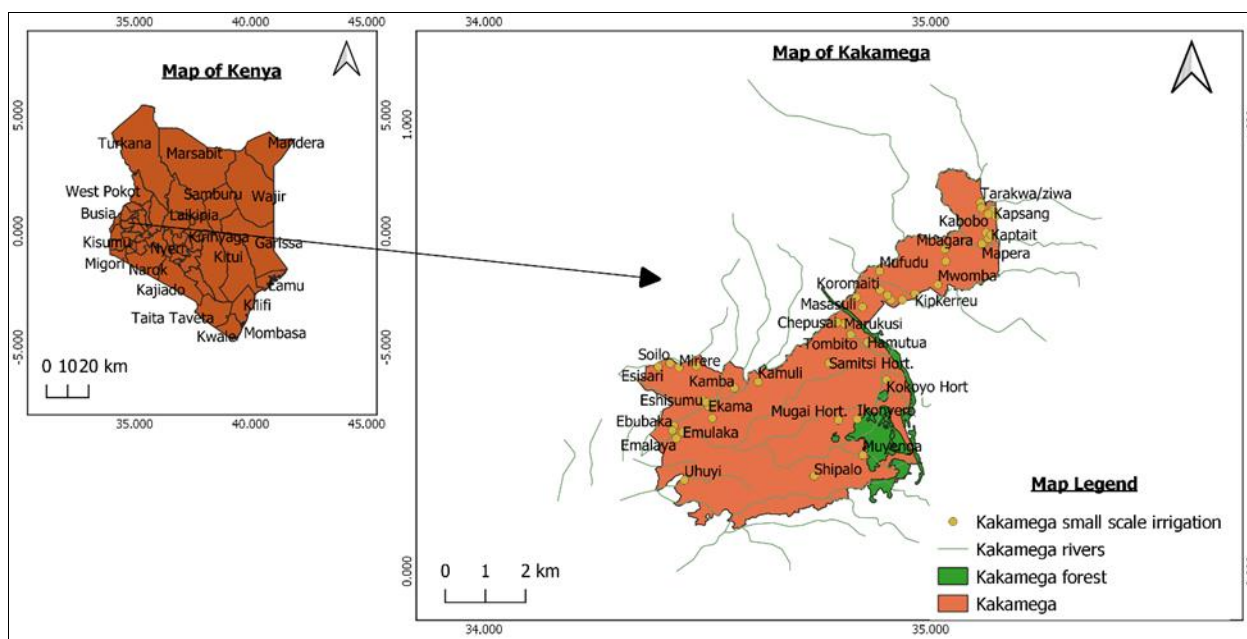 35.000 40.000 45.000
34.000 35.000
Map of Kenya
Map of Kakamega
5.000
0.000
-5.000
5.000
0.000
-5.000
Turkana
Mandera
Marsabit
West Pokot
Samburu
Wajir
Busia
Laikipia
Kirinyaga
Kisumu
Nyeri
Garissa
Kitui
Migori
Narok
Lamu
Kajiado
Kilifi
Taita Taveta
Kwale
Mombasa
0 10 20 km
35.000 40.000 45.000
1.000
0.000
Tarakwa/ziwa
Kapsang
Kabobo
Kaptait
Mbagara
Mapera
Mufudu
Mwomba
Koromaiti
Kipkerreu
Masasuli
Chepusai
Marukusi
Tombito
Hamutua
Soilo
Mirere
Samitsi Hort.
Esisari
Kamba
Kamuli
Kokoyo Hort
Eshisumu
Ekama
Mugai Hort.
Ikonyero
Ebubaka
Emulaka
Emalaya
Muyenga
Uhuyi
Shipalo
Map Legend
Kakamega small scale irrigation
Kakamega rivers
Kakamega forest
Kakamega
0 1 2 km
34.000 35.000